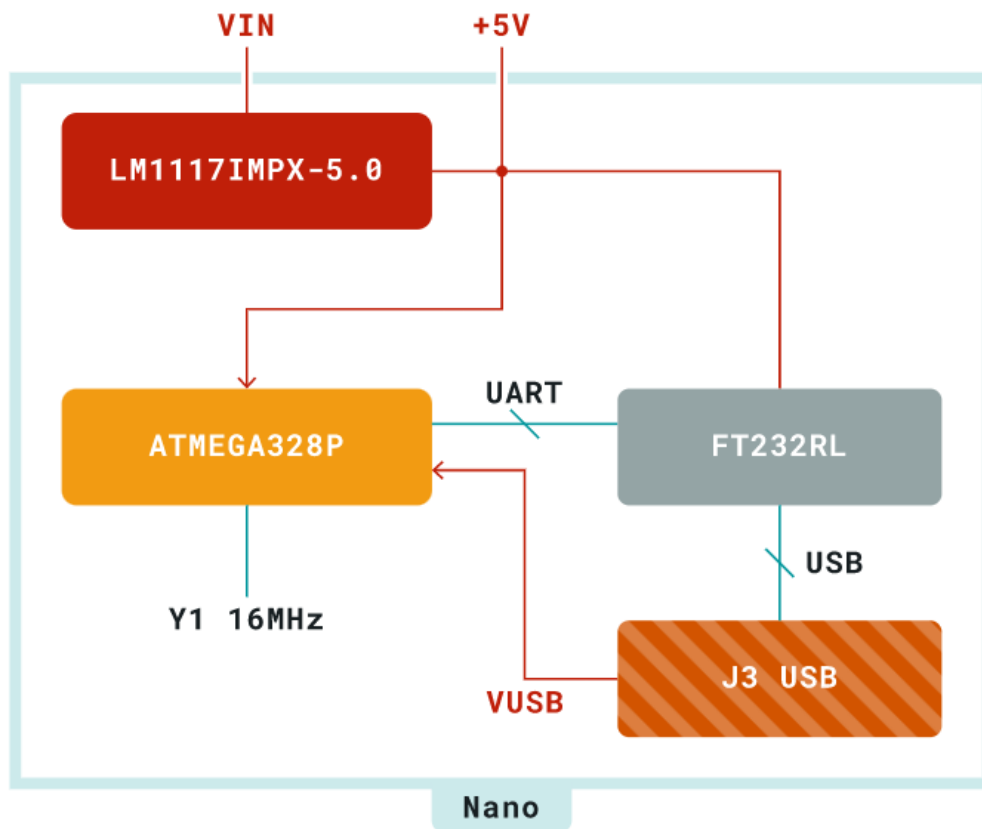 VIN
+5V
LM1117IMPX-5.0
UART
ATMEGA328P
FT232RL
USB
Y1 16MHz
J3 USB
VUSB
Nano